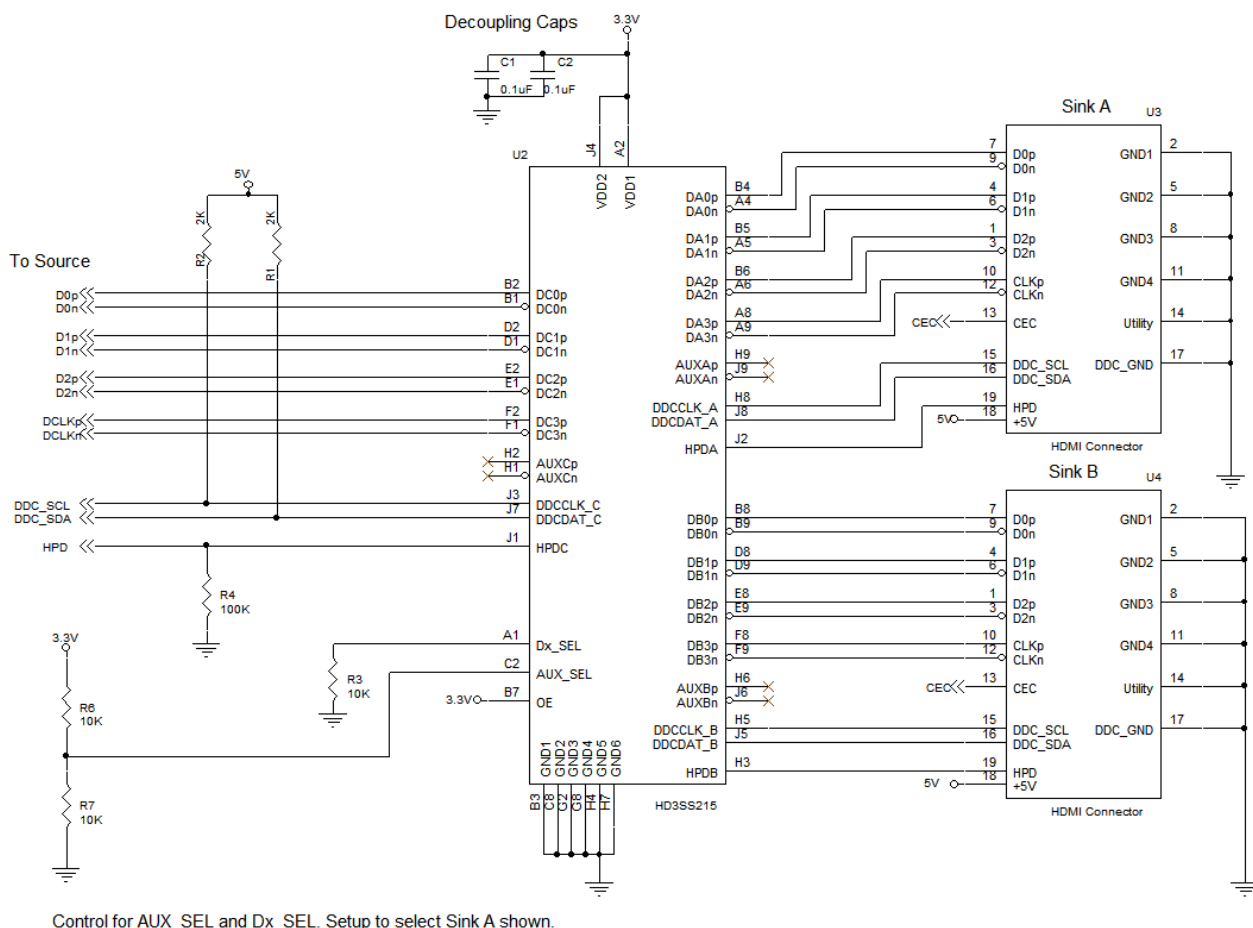 Decoupling Caps
3.3V
C1
C2
0.1uF
0.1uF
Sink A
U3
U2
J4
A2
VDD2
VDD1
5V
2K
2K
R2
R1
To Source
D0p
D0n
D1p
D1n
D2p
D2n
DCLKp
DCLKn
DDC_SCL
DDC_SDA
HPD
R4
100K
3.3V
R6
10K
R7
10K
R3
10K
3.3V
B2
B1
D2
D1
E2
E1
F2
F1
H2
H1
J3
J7
J1
A1
C2
B7
DC0p
DC0n
DC1p
DC1n
DC2p
DC2n
DC3p
DC3n
AUXCp
AUXCn
DDCCLK_C
DDCDAT_C
HPDC
Dx_SEL
AUX_SEL
OE
GND1
GND2
GND3
GND4
GND5
GND6
B3
C8
G2
G8
H4
H7
HD3SS215
DA0p
DA0n
DA1p
DA1n
DA2p
DA2n
DA3p
DA3n
AUXAp
AUXAn
DDCCLK_A
DDCDAT_A
HPDA
DB0p
DB0n
DB1p
DB1n
DB2p
DB2n
DB3p
DB3n
AUXBp
AUXBn
DDCCLK_B
DDCDAT_B
HPDB
B4
A4
B5
A5
B6
A6
A8
A9
H9
J9
H8
J8
J2
B8
B9
D8
D9
E8
E9
F8
F9
H6
J6
H5
J5
H3
7
9
4
6
1
3
10
12
CEC
13
15
16
19
5V
18
D0p
D0n
D1p
D1n
D2p
D2n
CLKp
CLKn
CEC
DDC_SCL
DDC_SDA
HPD
+5V
GND1
GND2
GND3
GND4
Utility
DDC_GND
2
5
8
11
14
17
HDMI Connector
Sink B
U4
7
9
4
6
1
3
10
12
CEC
13
15
16
19
5V
18
D0p
D0n
D1p
D1n
D2p
D2n
CLKp
CLKn
CEC
DDC_SCL
DDC_SDA
HPD
+5V
GND1
GND2
GND3
GND4
Utility
DDC_GND
2
5
8
11
14
17
HDMI Connector
Control for AUX_SEL and Dx_SEL. Setup to select Sink A shown.